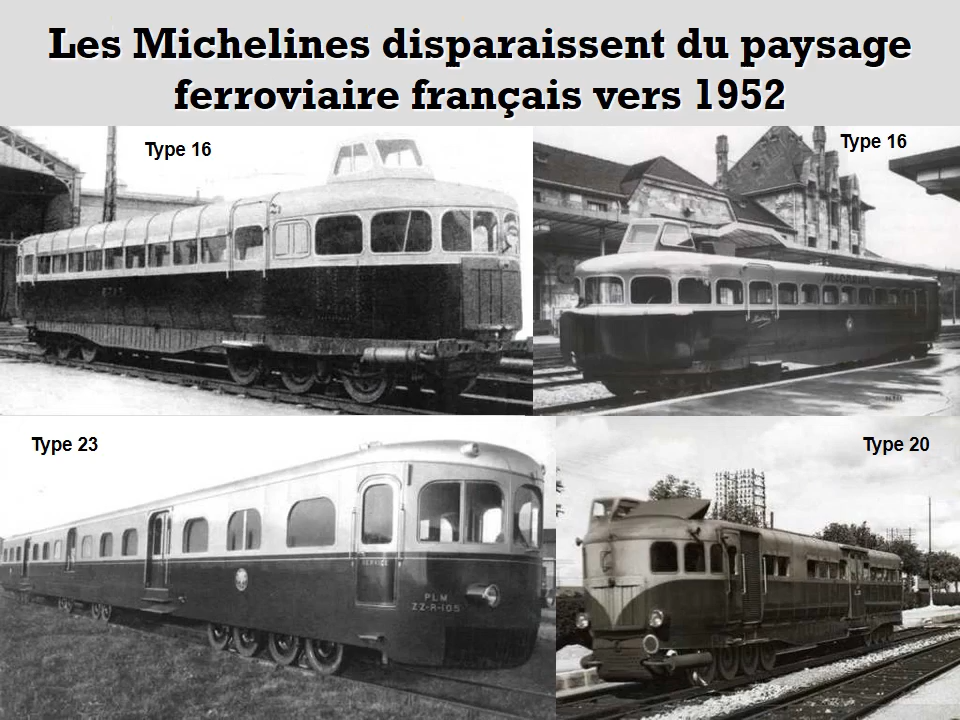 Les Michelines disparaissent du paysage
ferroviaire français vers 1952
Type 16
Type 16
Type 23
Type 20
SERVICE
PLM
ZZ-R-105